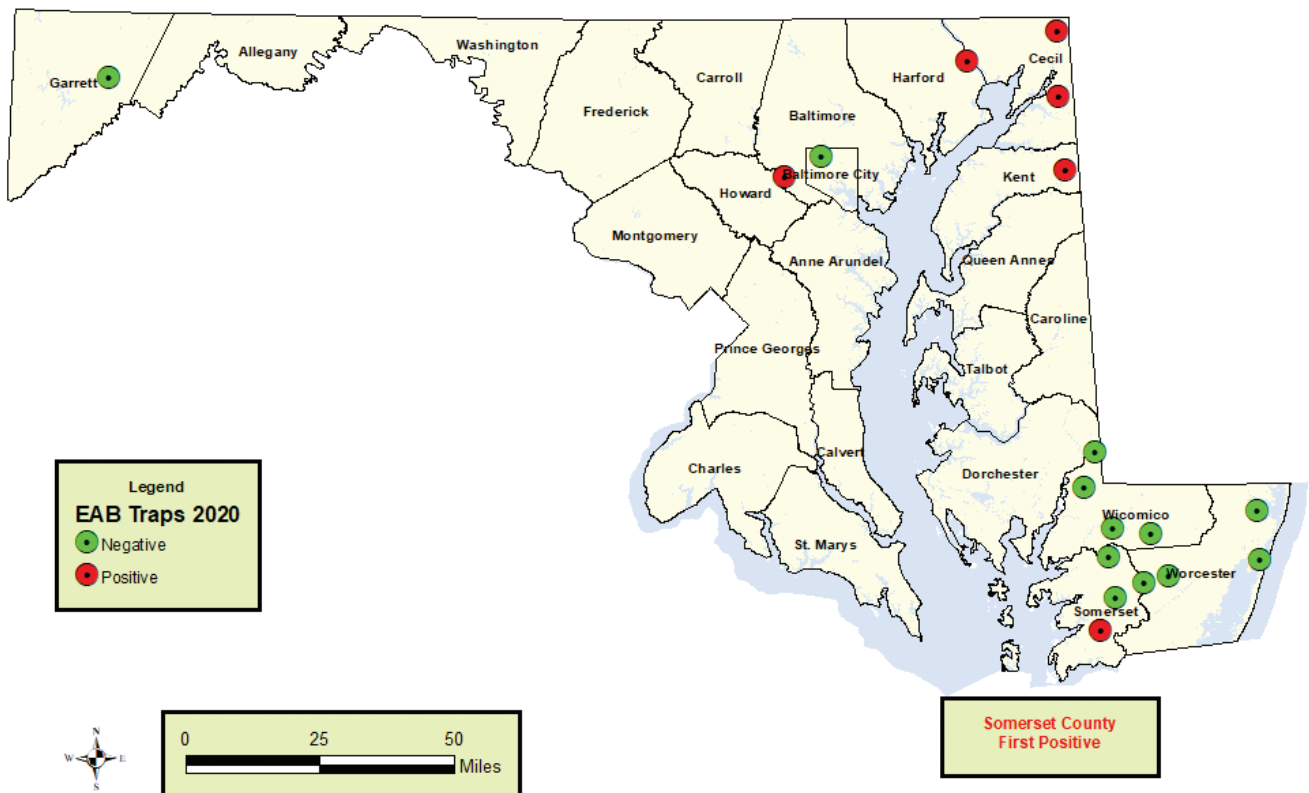 Garrett
Allegany
Washington
Frederick
Carroll
Baltimore
Harford
Cecil
Baltimore City
Howard
Kent
Montgomery
Anne Arundel
Queen Annes
Caroline
Prince Georges
Talbot
Calvert
Charles
Dorchester
St. Marys
Wicomico
Worcester
Somerset
Legend
EAB Traps 2020
Negative
Positive
N
W E
S
0 25 50
Miles
Somerset County
First Positive